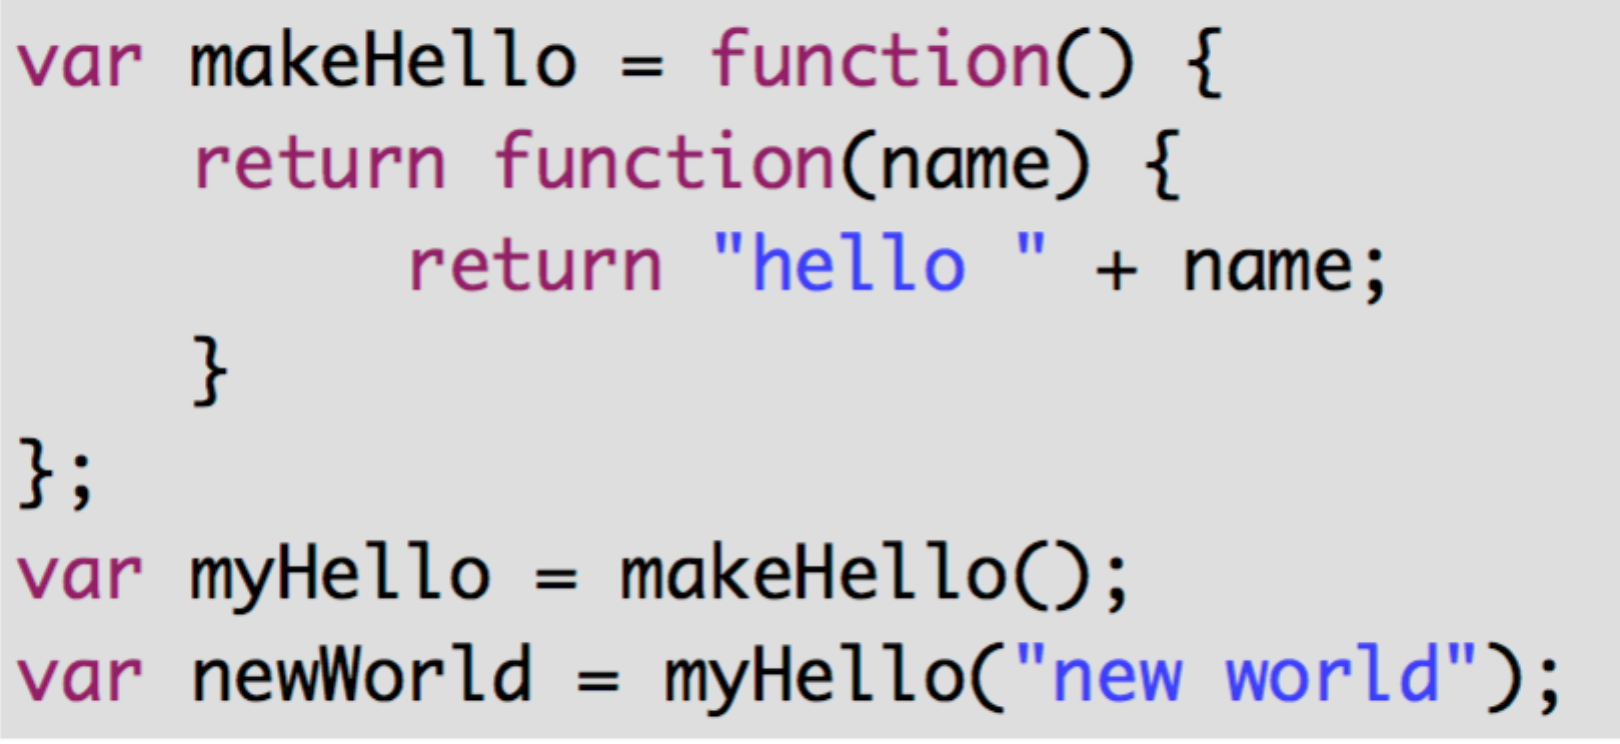 var makeHello = function() {
    return function(name) {
         return "hello " + name;
    }
};
var myHello = makeHello();
var newWorld = myHello("new world");